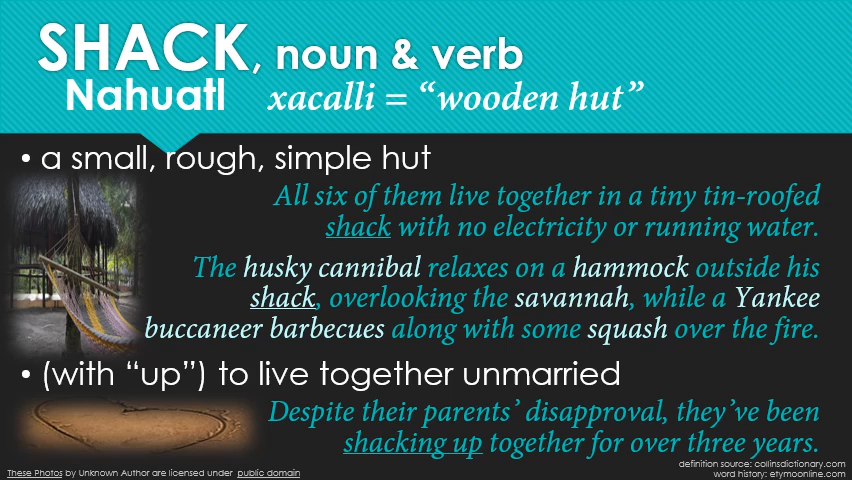 SHACK, noun & verb
Nahuatl xacalli = “wooden hut”
• a small, rough, simple hut
All six of them live together in a tiny tin-roofed
shack with no electricity or running water.
The husky cannibal relaxes on a hammock outside his
shack, overlooking the savannah, while a Yankee
buccaneer barbecues along with some squash over the fire.
• (with “up”) to live together unmarried
Despite their parents’ disapproval, they’ve been
shacking up together for over three years.
These Photos by Unknown Author are licensed under public domain
definition source: collinsdictionary.com
word history: etymoonline.com